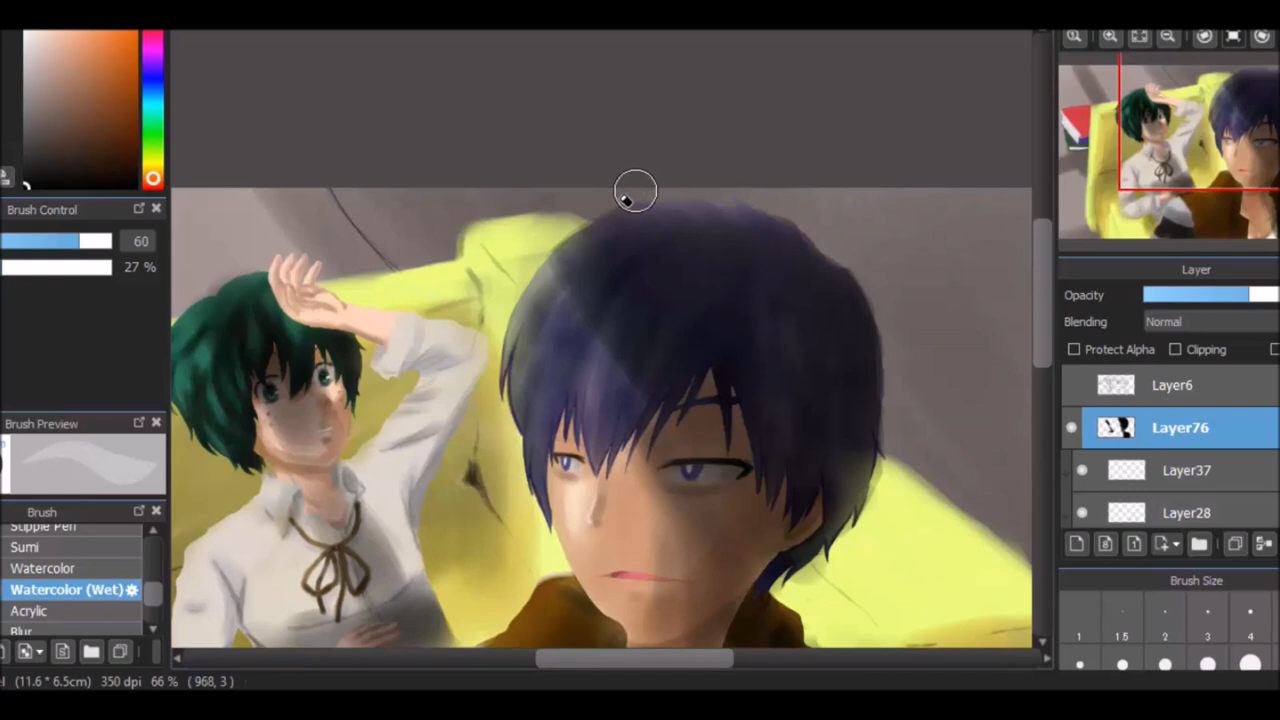 Brush Control
60
27 %
Brush Preview
Brush
Stipple Pen
Sumi
Watercolor
Watercolor (Wet)
Acrylic
Blur
(11.6 * 6.5cm) 350 dpi 66 % ( 968, 3 )
Layer
Opacity
Blending Normal
Protect Alpha Clipping
Layer6
Layer76
Layer37
Layer28
Brush Size
1 1.5 2 3 4